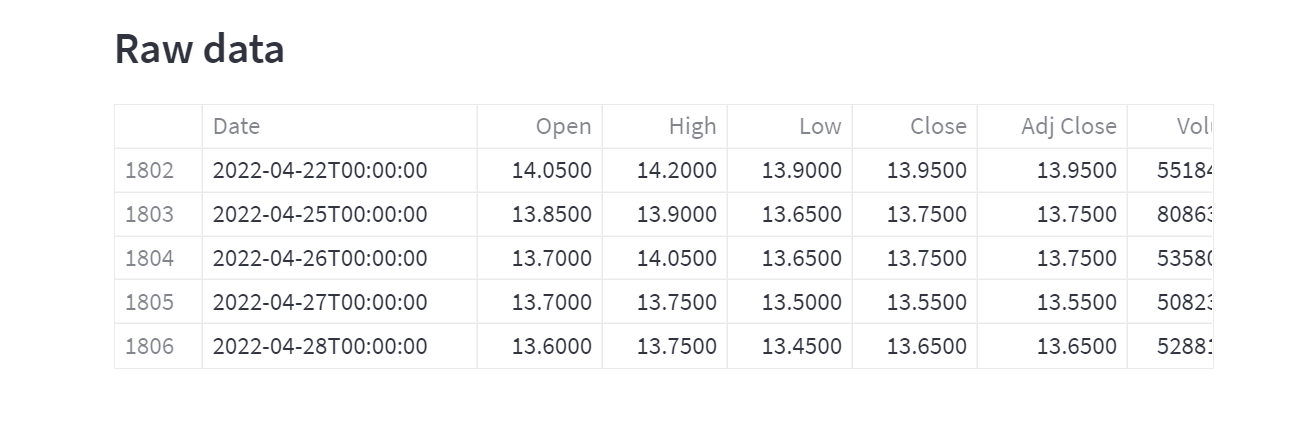 Raw data
Date Open High Low Close Adj Close
1802 2022-04-22T00:00:00 14.0500 14.2000 13.9000 13.9500 13.9500
1803 2022-04-25T00:00:00 13.8500 13.9000 13.6500 13.7500 13.7500
1804 2022-04-26T00:00:00 13.7000 14.0500 13.6500 13.7500 13.7500
1805 2022-04-27T00:00:00 13.7000 13.7500 13.5000 13.5500 13.5500
1806 2022-04-28T00:00:00 13.6000 13.7500 13.4500 13.6500 13.6500